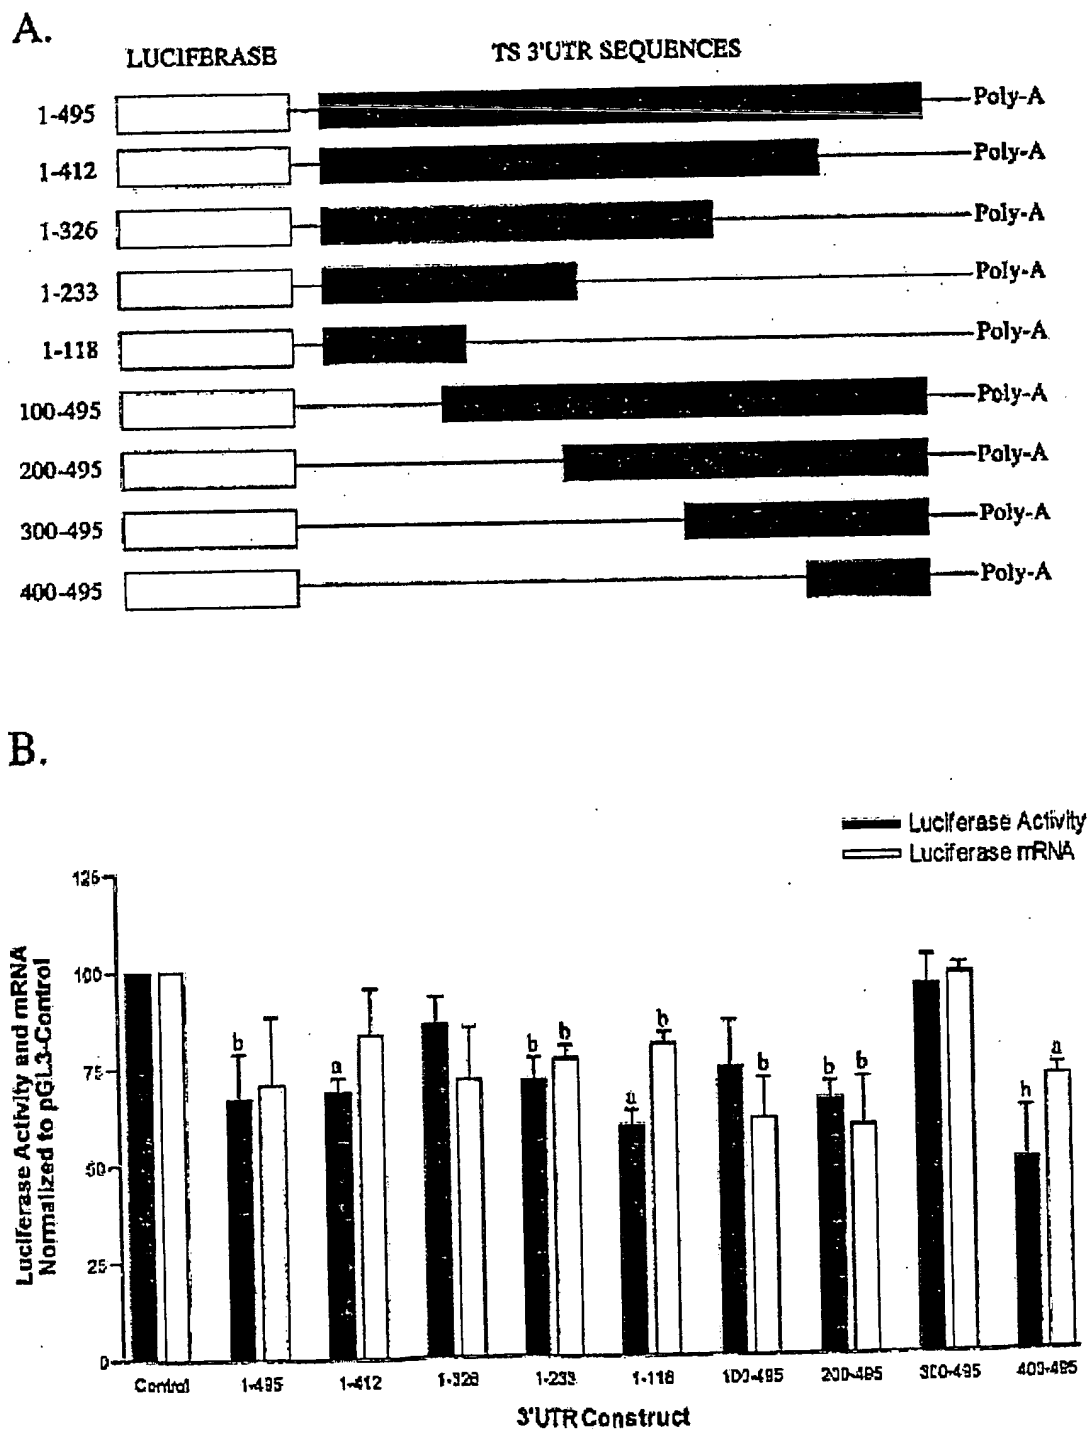 A.
LUCIFERASE TS 3'UTR SEQUENCES
1-495 Poly-A
1-412 Poly-A
1-326 Poly-A
1-233 Poly-A
1-118 Poly-A
100-495 Poly-A
200-495 Poly-A
300-495 Poly-A
400-495 Poly-A
B.
Luciferase Activity
Luciferase mRNA
Luciferase Activity and mRNA
Normalized to pGL3-Control
125
100
75
50
25
0
b
a
b b
a b
b
b b
h a
Control 1-495 1-412 1-326 1-233 1-118 100-495 200-495 300-495 400-495
3'UTR Construct